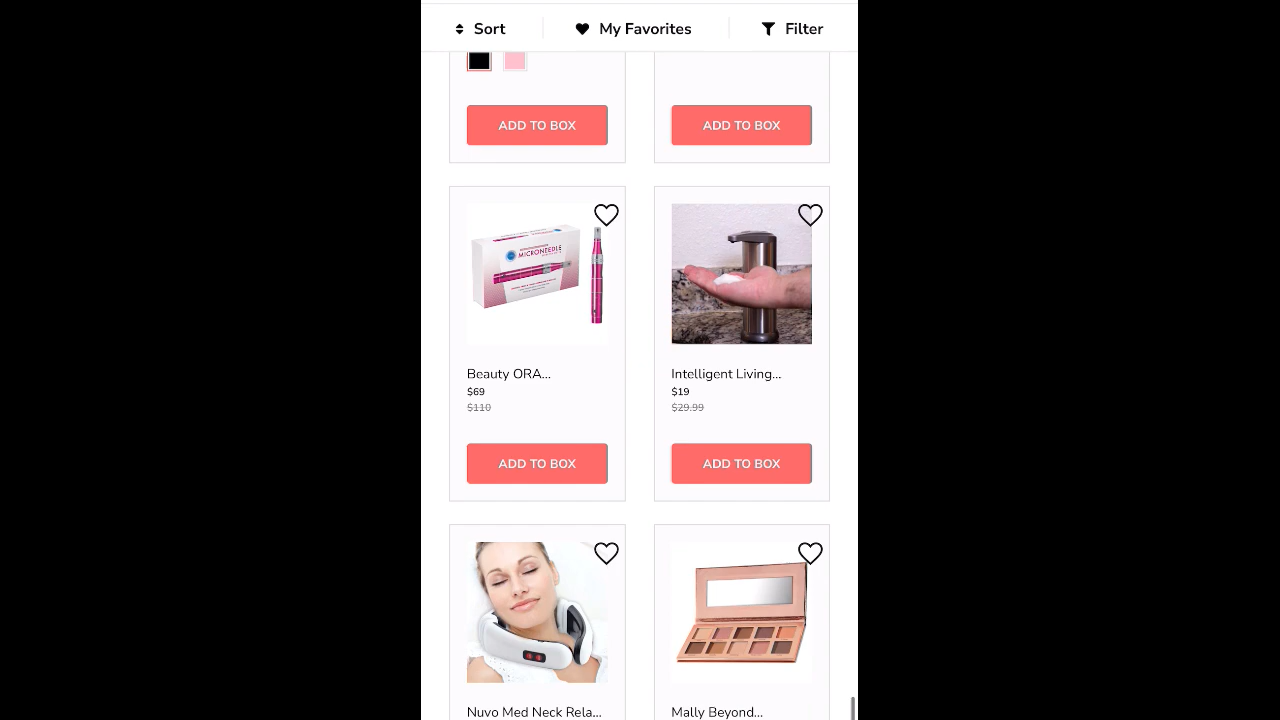 Sort
My Favorites
Filter
ADD TO BOX
ADD TO BOX
MICRONEEDLE
Beauty ORA...
$69
$110
ADD TO BOX
Intelligent Living...
$19
$29.99
ADD TO BOX
Nuvo Med Neck Rela...
Mally Beyond...